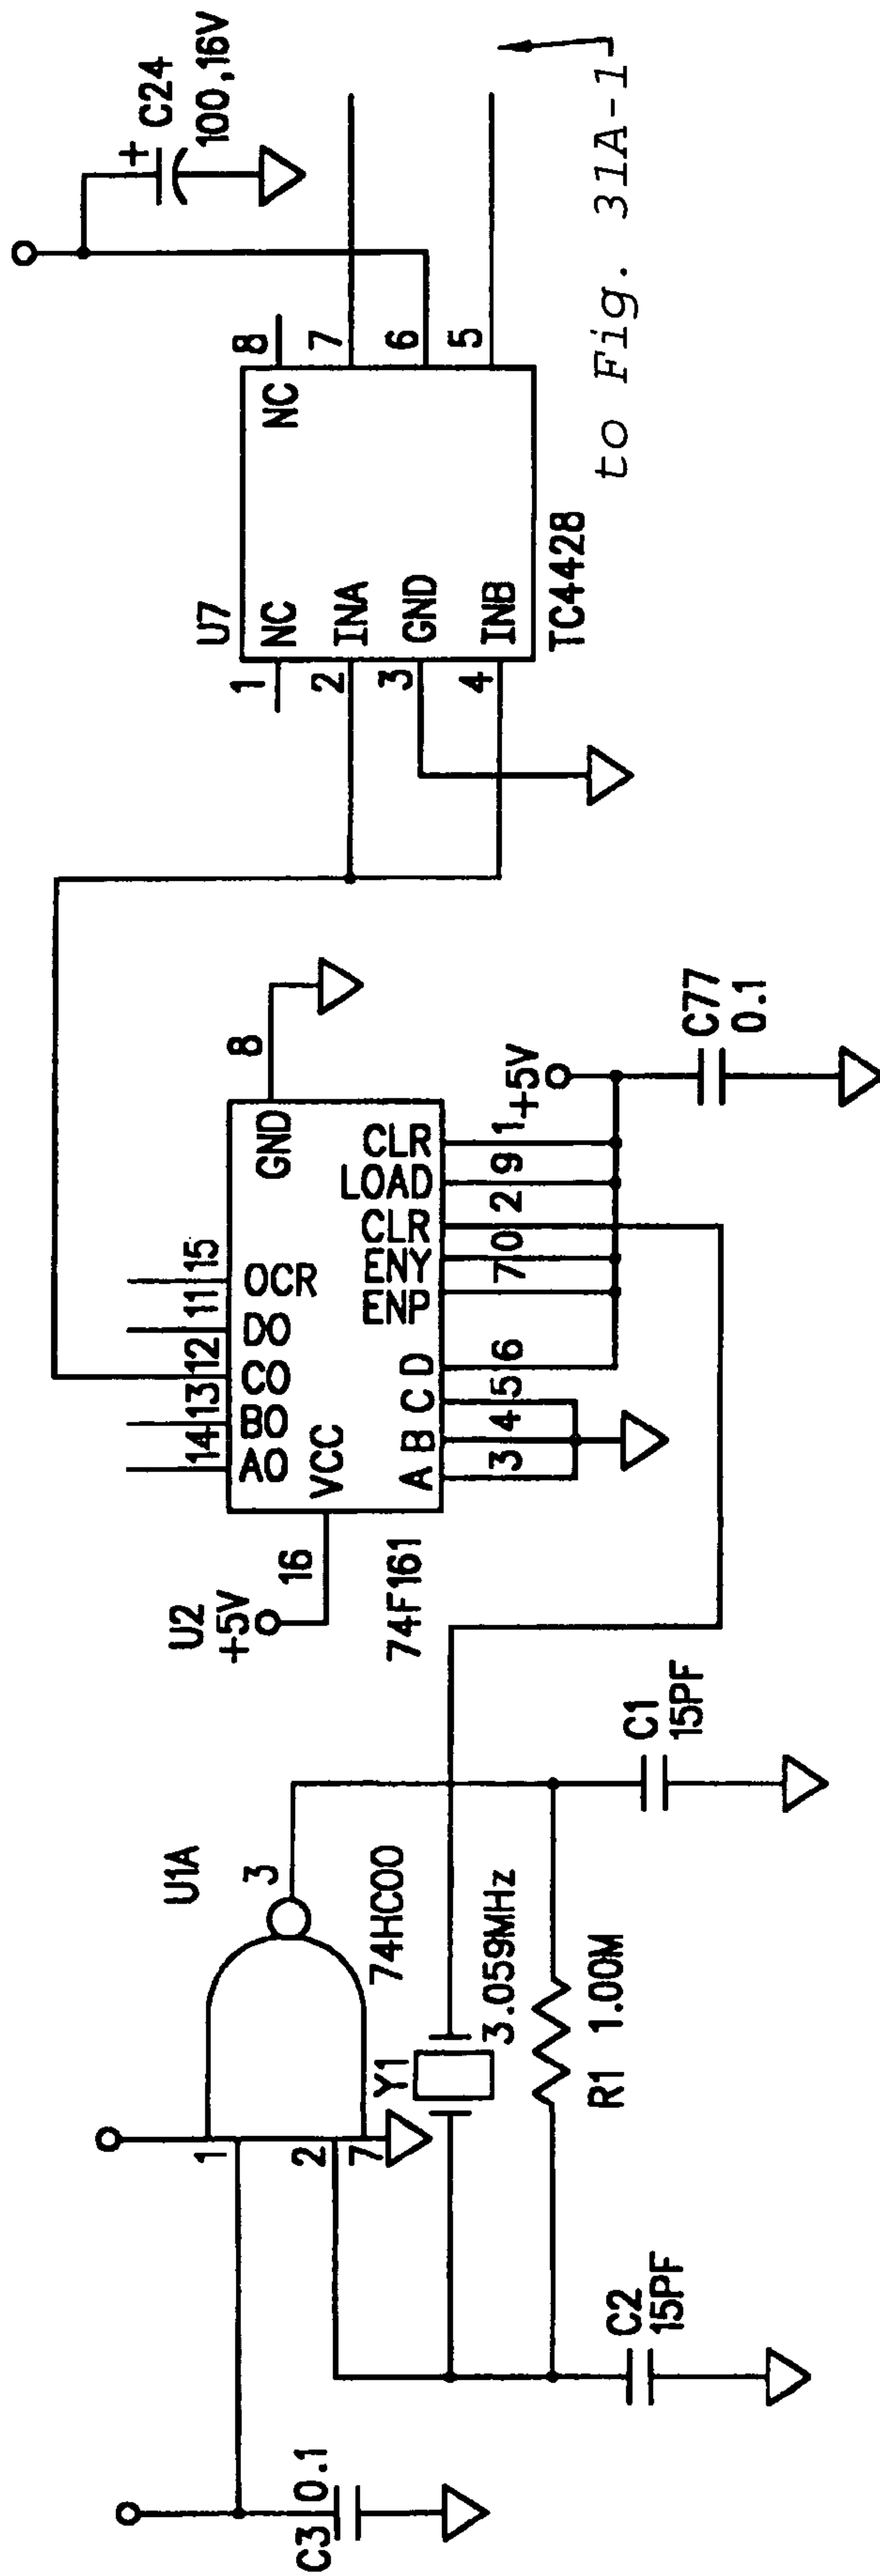 C3 0.1
1
2
7
U1A
3
74HC00
Y1
3.059MHz
R1 1.00M
C2
15PF
C1
15PF
U2
+5V
16
74F161
VCC
14
13
12
11
15
AO
BO
CO
DO
OCR
GND
8
A
B
C
D
ENP
ENY
CLR
LOAD
CLR
3
4
5
6
7
0
2
9
1
+5V
C77
0.1
U7
1
2
3
4
NC
INA
GND
INB
NC
8
7
6
5
TC4428
+
C24
100,16V
to Fig. 31A-1